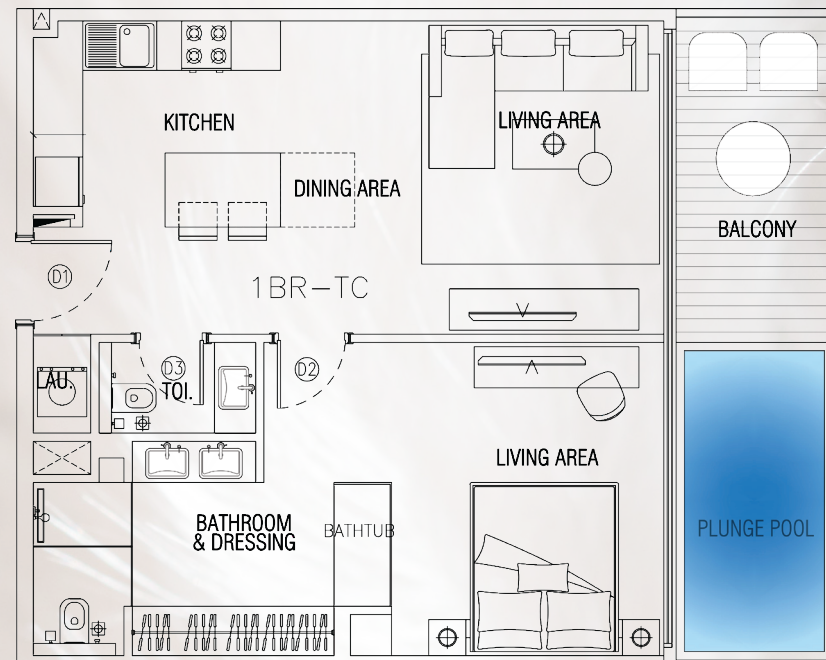 KITCHEN
LIVING AREA
DINING AREA
BALCONY
D1
1BR-TC
D3
D2
LAU.
TOI.
LIVING AREA
BATHROOM
& DRESSING
BATHTUB
PLUNGE POOL